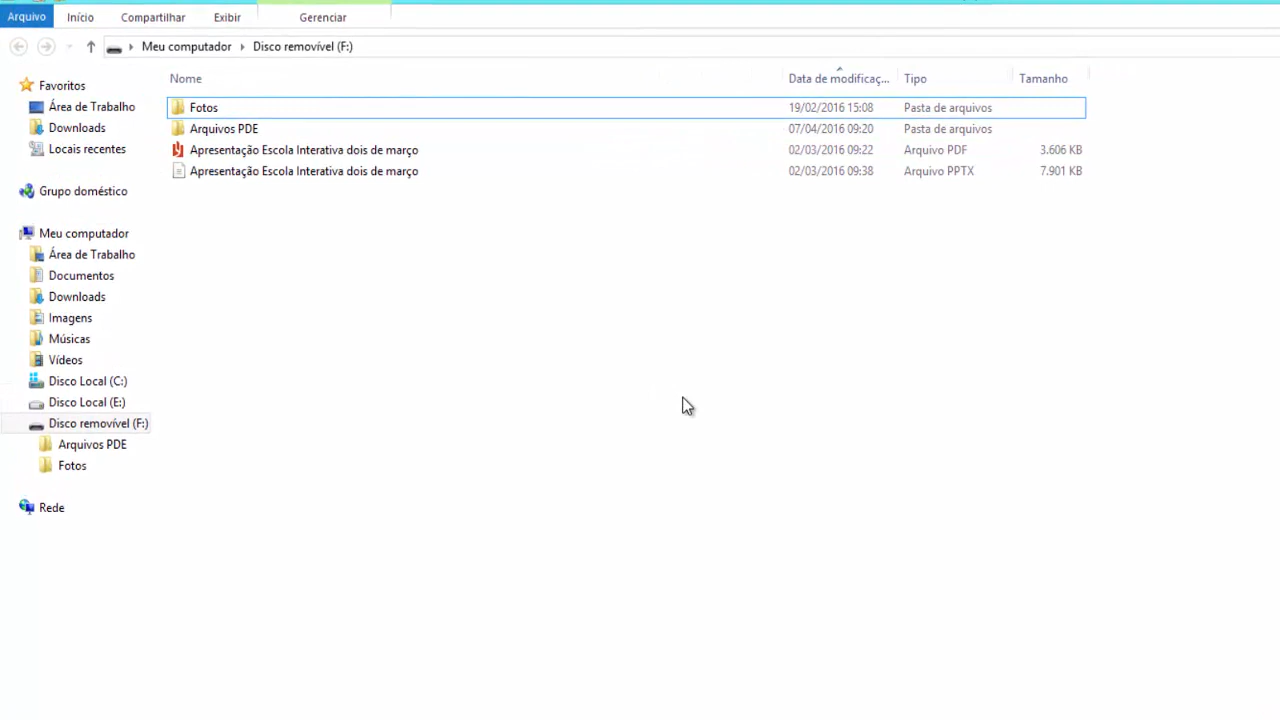 Arquivo Início Compartilhar Exibir Gerenciar
Meu computador Disco removível (F:)
Nome Data de modificaç... Tipo Tamanho
Fotos 19/02/2016 15:08 Pasta de arquivos
Arquivos PDE 07/04/2016 09:20 Pasta de arquivos
Apresentação Escola Interativa dois de março 02/03/2016 09:22 Arquivo PDF 3.606 KB
Apresentação Escola Interativa dois de março 02/03/2016 09:38 Arquivo PPTX 7.901 KB
Favoritos
Área de Trabalho
Downloads
Locais recentes
Grupo doméstico
Meu computador
Área de Trabalho
Documentos
Downloads
Imagens
Músicas
Vídeos
Disco Local (C:)
Disco Local (E:)
Disco removível (F:)
Arquivos PDE
Fotos
Rede